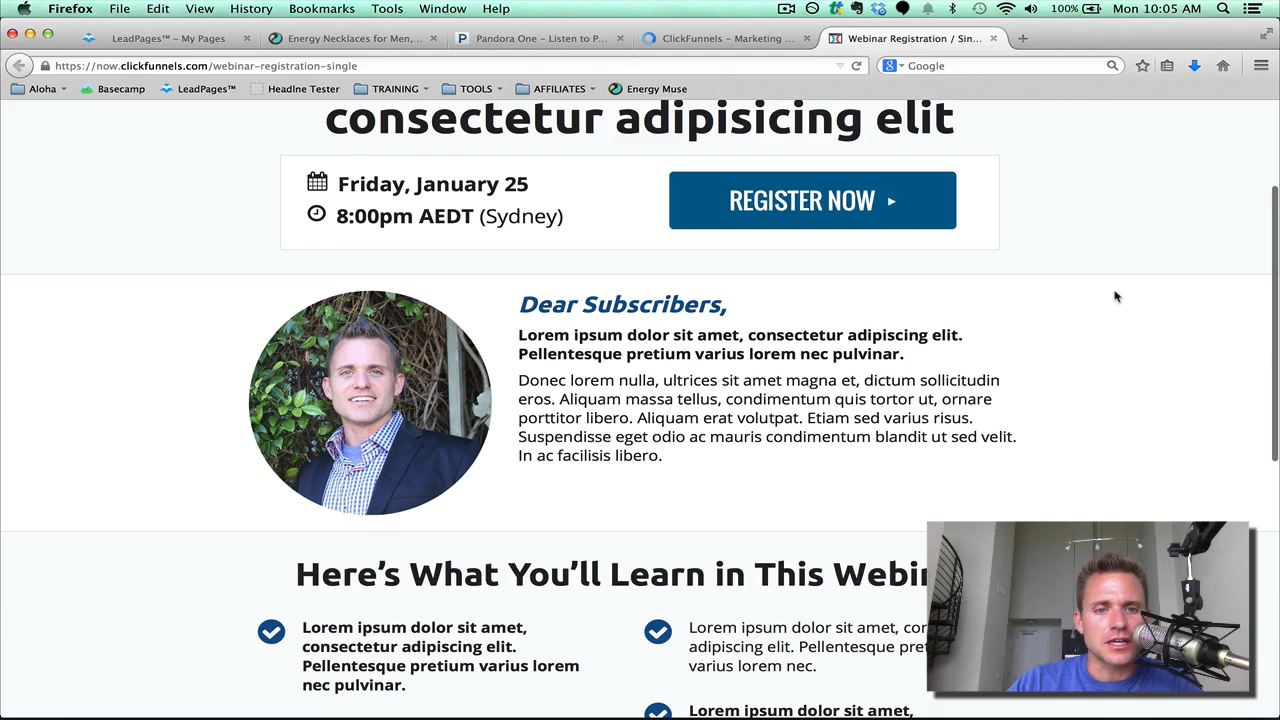 Firefox File Edit View History Bookmarks Tools Window Help 100% Mon 10:05 AM
LeadPages™ – My Pages Energy Necklaces for Men,... Pandora One – Listen to P... ClickFunnels – Marketing ... Webinar Registration / Sin...
https://now.clickfunnels.com/webinar-registration-single Google
Aloha Basecamp LeadPages™ Headlne Tester TRAINING TOOLS AFFILIATES Energy Muse
consectetur adipisicing elit
Friday, January 25
REGISTER NOW
8:00pm AEDT (Sydney)
Dear Subscribers,
Lorem ipsum dolor sit amet, consectetur adipiscing elit.
Pellentesque pretium varius lorem nec pulvinar.
Donec lorem nulla, ultrices sit amet magna et, dictum sollicitudin
eros. Aliquam massa tellus, condimentum quis tortor ut, ornare
porttitor libero. Aliquam erat volutpat. Etiam sed varius risus.
Suspendisse eget odio ac mauris condimentum blandit ut sed velit.
In ac facilisis libero.
Here's What You'll Learn in This Webin
Lorem ipsum dolor sit amet,
consectetur adipiscing elit.
Pellentesque pretium varius lorem
nec pulvinar.
Lorem ipsum dolor sit amet, con
adipiscing elit. Pellentesque pret
varius lorem nec.
Lorem ipsum dolor sit amet,